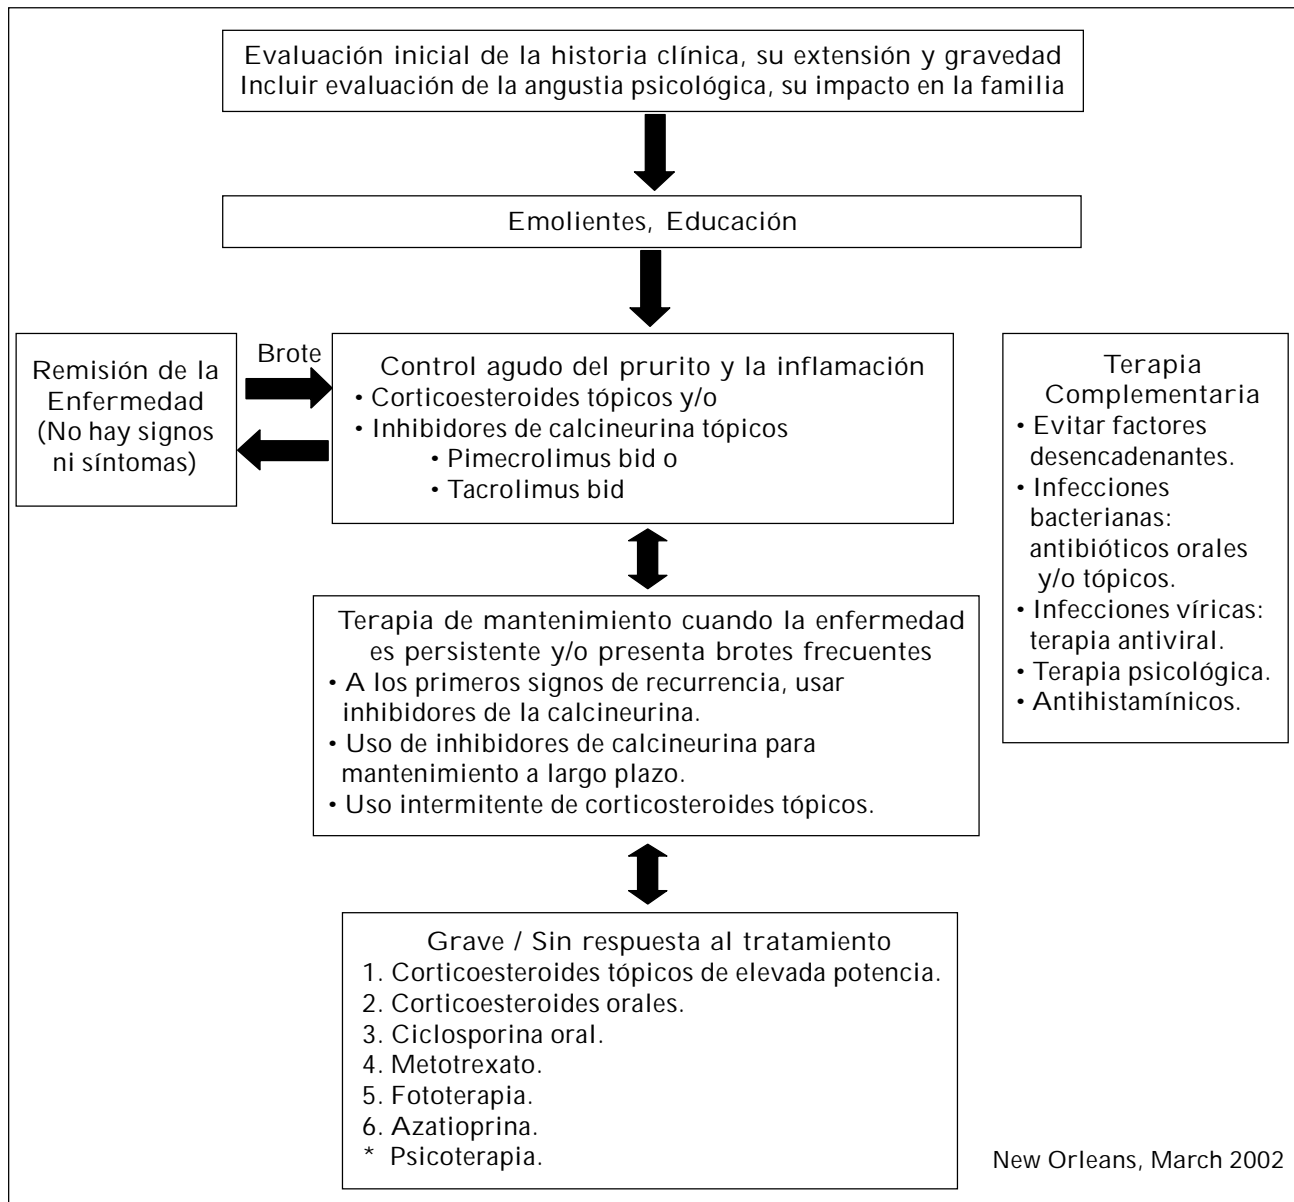 Evaluación inicial de la historia clínica, su extensión y gravedad
Incluir evaluación de la angustia psicológica, su impacto en la familia
Emolientes, Educación
Remisión de la
Enfermedad
(No hay signos
ni síntomas)
Brote
Control agudo del prurito y la inflamación
• Corticoesteroides tópicos y/o
• Inhibidores de calcineurina tópicos
• Pimecrolimus bid o
• Tacrolimus bid
Terapia
Complementaria
• Evitar factores
desencadenantes.
• Infecciones
bacterianas:
antibióticos orales
y/o tópicos.
• Infecciones víricas:
terapia antiviral.
• Terapia psicológica.
• Antihistamínicos.
Terapia de mantenimiento cuando la enfermedad
es persistente y/o presenta brotes frecuentes
• A los primeros signos de recurrencia, usar
inhibidores de la calcineurina.
• Uso de inhibidores de calcineurina para
mantenimiento a largo plazo.
• Uso intermitente de corticosteroides tópicos.
Grave / Sin respuesta al tratamiento
1. Corticoesteroides tópicos de elevada potencia.
2. Corticoesteroides orales.
3. Ciclosporina oral.
4. Metotrexato.
5. Fototerapia.
6. Azatioprina.
* Psicoterapia.
New Orleans, March 2002